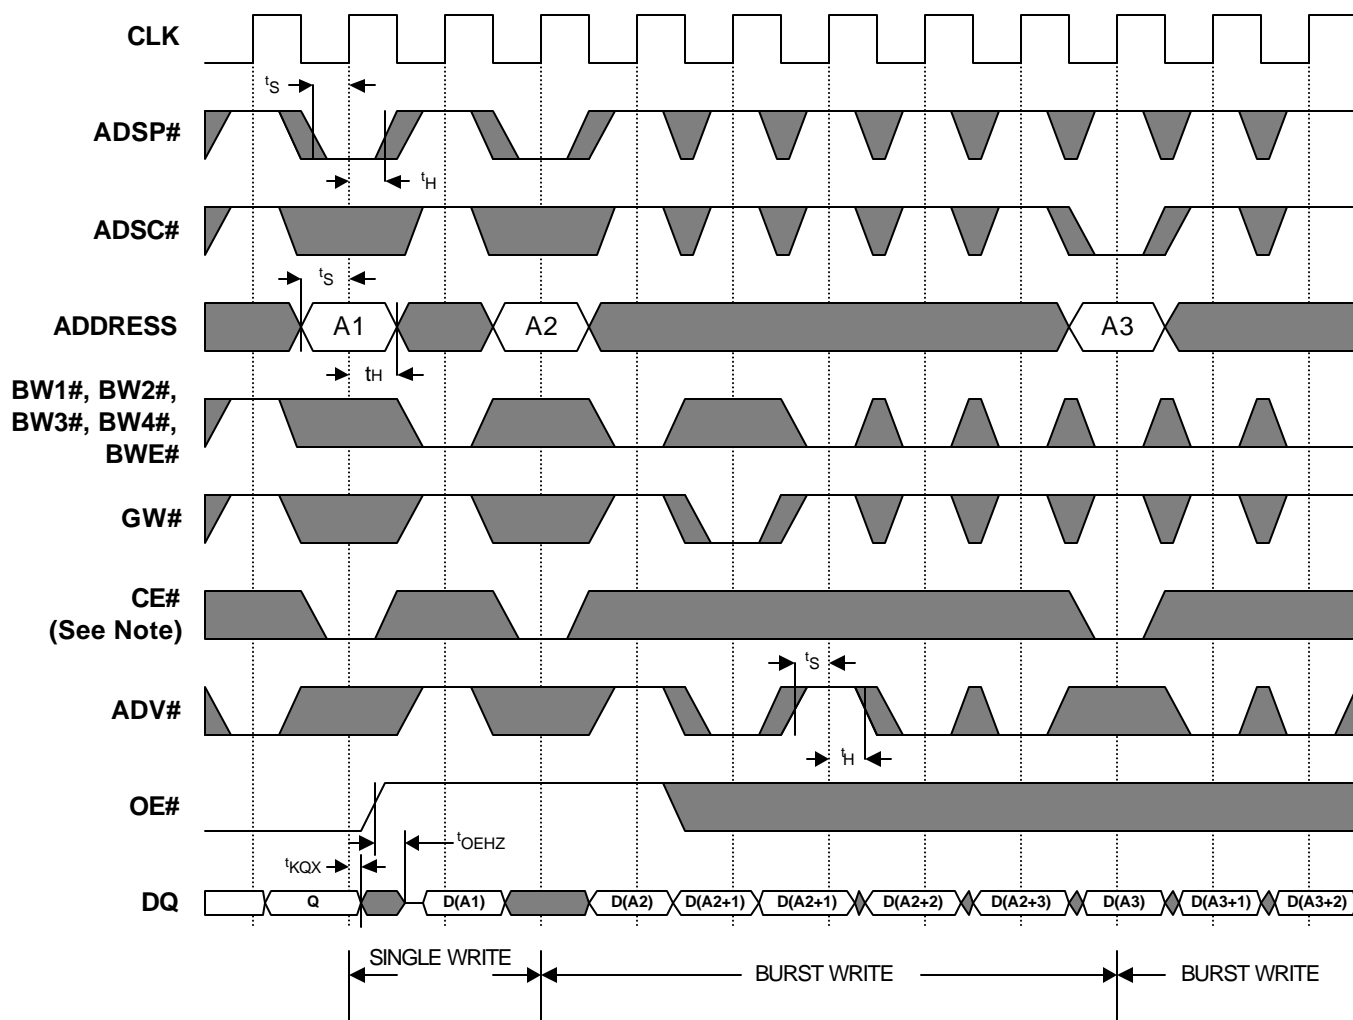 CLK
tS
ADSP#
tH
ADSC#
tS
ADDRESS
A1
A2
A3
tH
BW1#, BW2#,
BW3#, BW4#,
BWE#
GW#
CE#
(See Note)
tS
ADV#
tH
OE#
tOEHZ
tKQX
DQ
Q
D(A1)
D(A2)
D(A2+1)
D(A2+1)
D(A2+2)
D(A2+3)
D(A3)
D(A3+1)
D(A3+2)
SINGLE WRITE
BURST WRITE
BURST WRITE